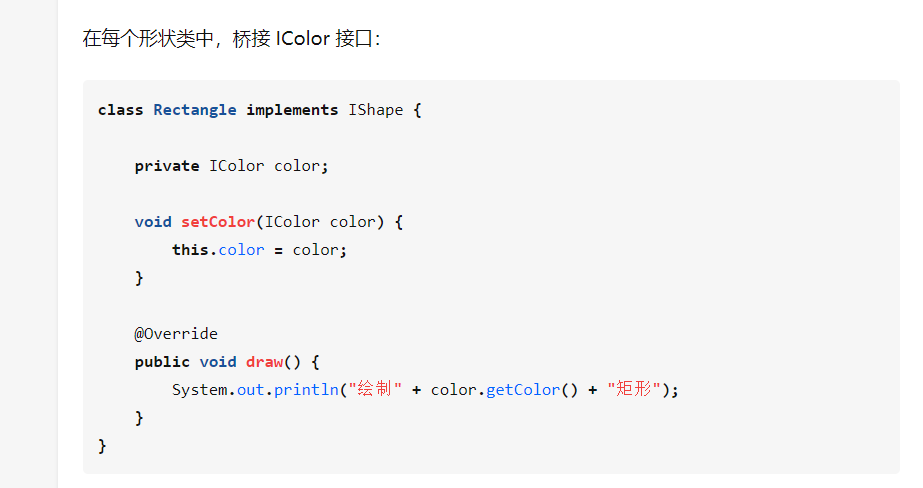 在每个形状类中，桥接 IColor 接口：
class Rectangle implements IShape {
private IColor color;
void setColor(IColor color) {
this.color = color;
}
@Override
public void draw() {
System.out.println("绘制" + color.getColor() + "矩形");
}
}